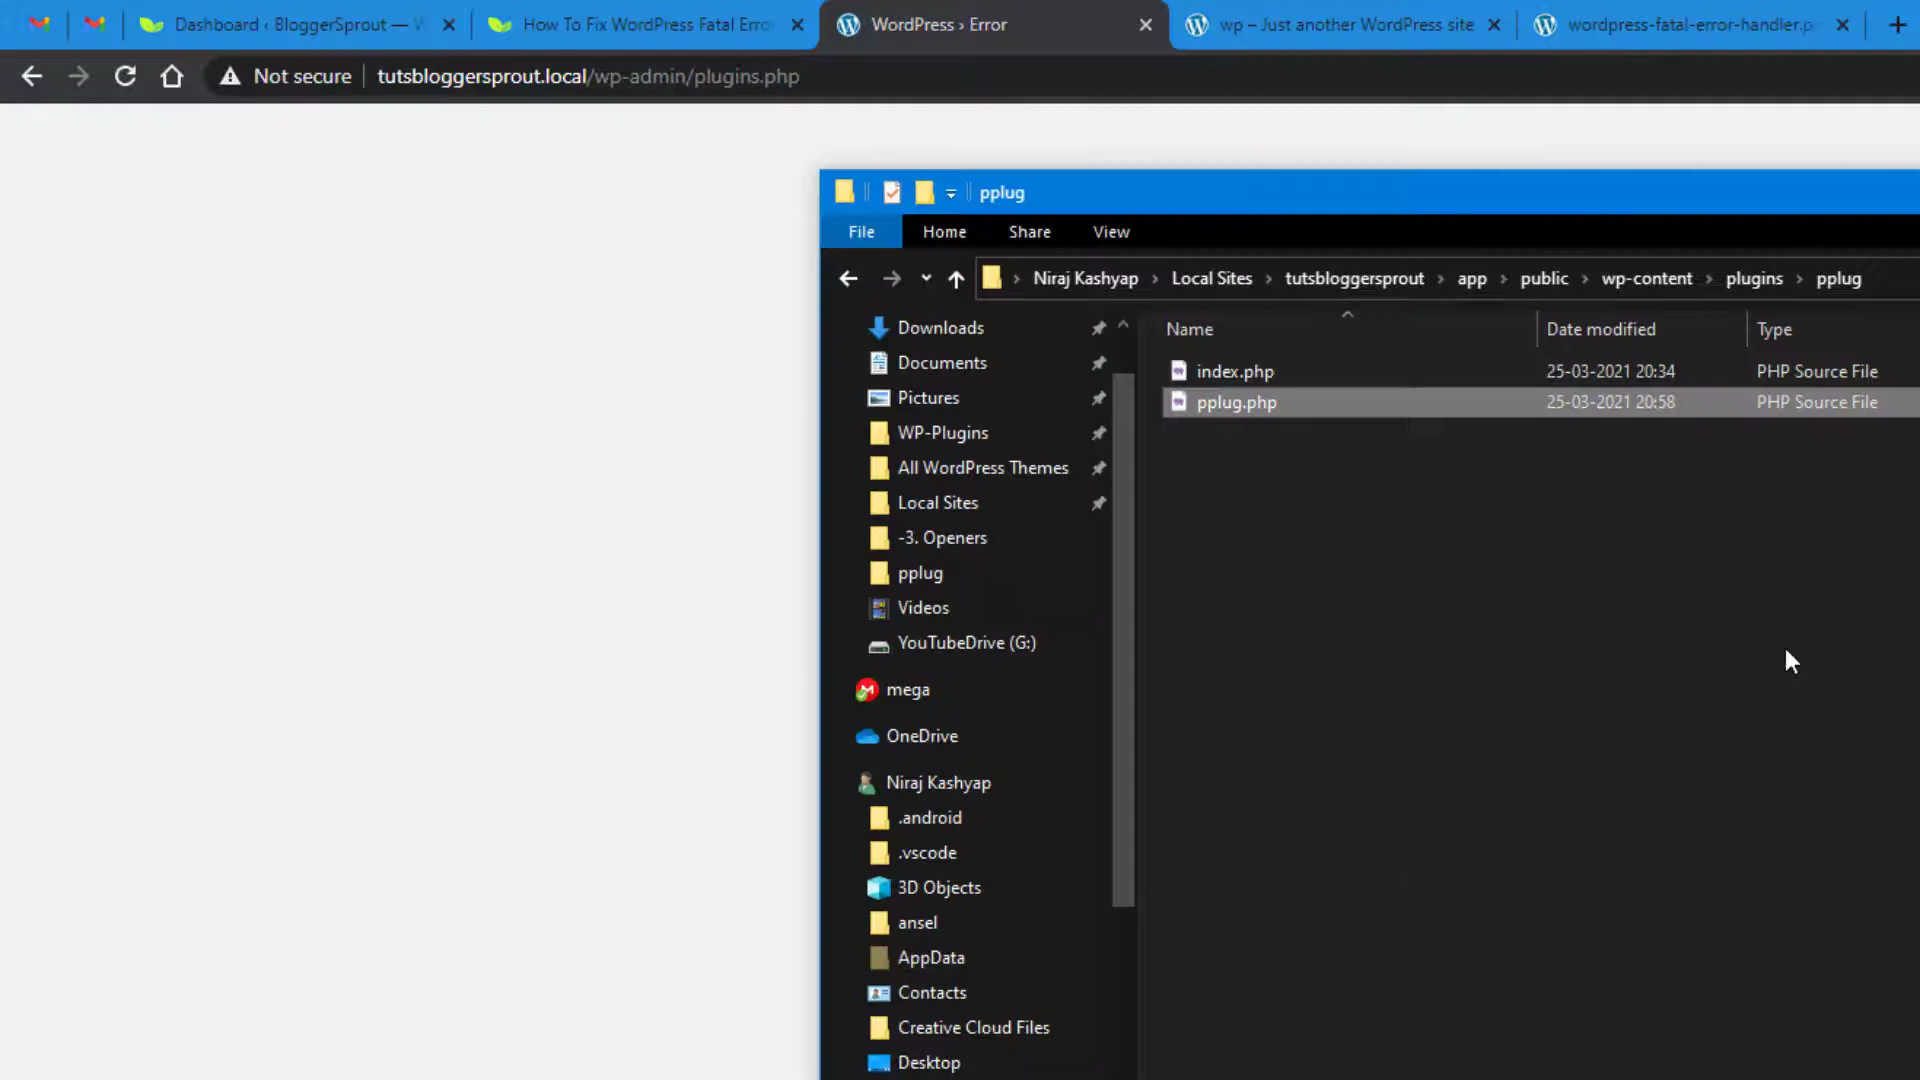 Dashboard ‹ BloggerSprout —
How To Fix WordPress Fatal Erro
WordPress › Error
wp – Just another WordPress site
wordpress-fatal-error-handler.p
Not secure
tutsbloggersprout.local/wp-admin/plugins.php
pplug
File
Home
Share
View
Niraj Kashyap
Local Sites
tutsbloggersprout
app
public
wp-content
plugins
pplug
Name
Date modified
Type
index.php
25-03-2021 20:34
PHP Source File
pplug.php
25-03-2021 20:58
PHP Source File
Downloads
Documents
Pictures
WP-Plugins
All WordPress Themes
Local Sites
-3. Openers
pplug
Videos
YouTubeDrive (G:)
mega
OneDrive
Niraj Kashyap
.android
.vscode
3D Objects
ansel
AppData
Contacts
Creative Cloud Files
Desktop